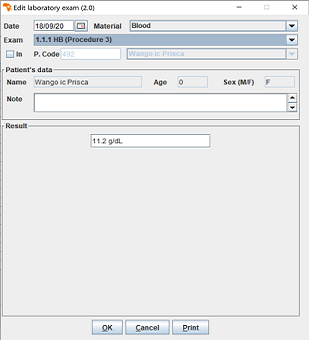 Edit laboratory exam (2.0)
Date 18/09/20 Material Blood
Exam 1.1.1 HB (Procedure 3)
In P. Code 492 Wango ic Prisca
Patient's data
Name Wango ic Prisca Age 0 Sex (M/F) F
Note
Result
11.2 g/dL
OK Cancel Print